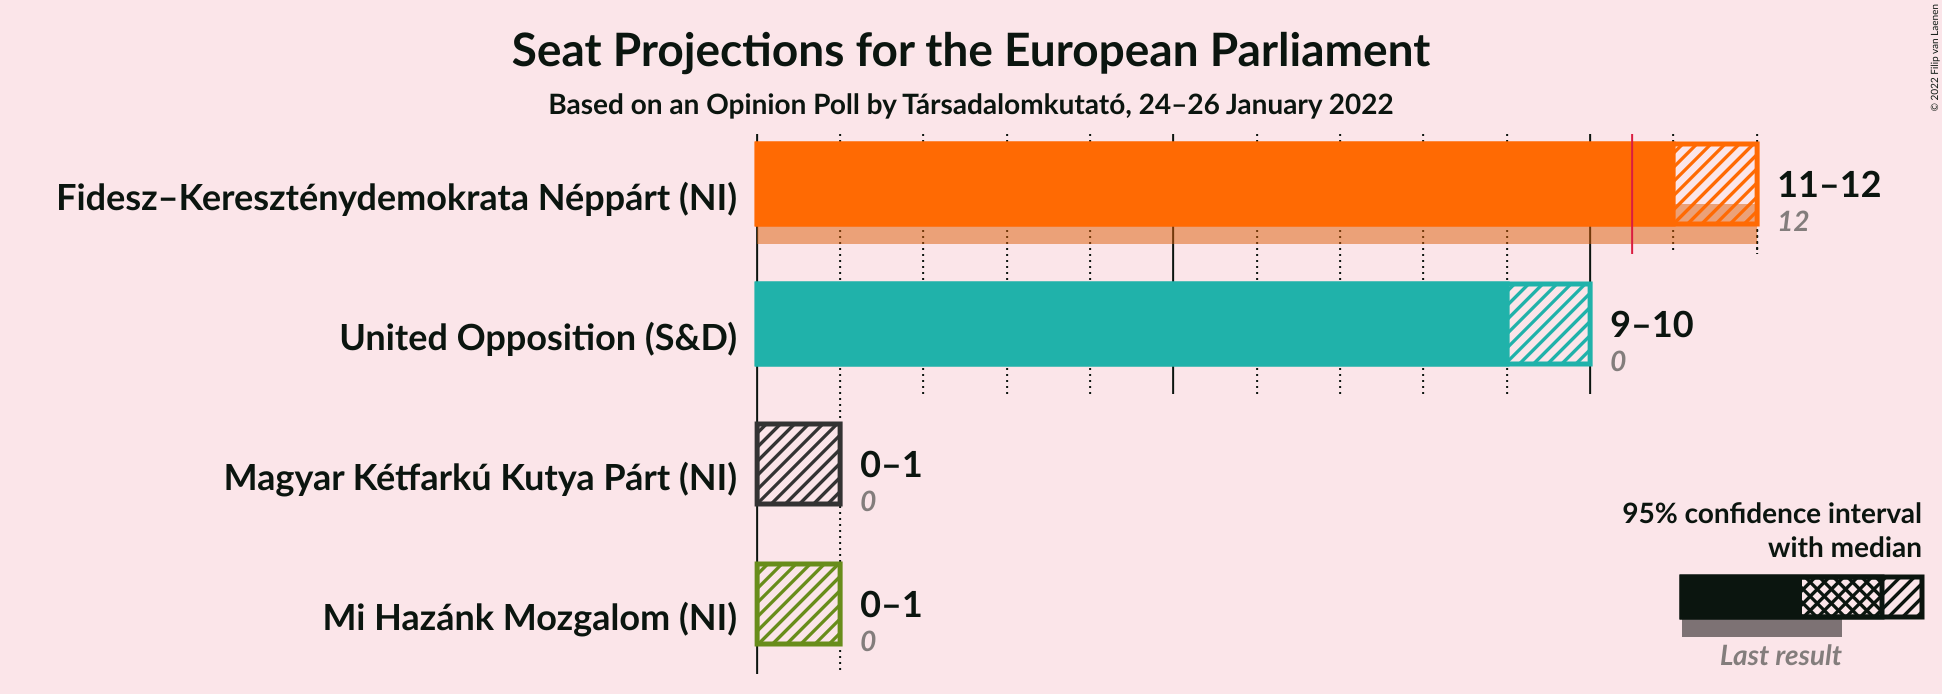 Seat Projections for the European Parliament
Based on an Opinion Poll by Társadalomkutató, 24–26 January 2022
© 2022 Filip van Laenen
Fidesz–Kereszténydemokrata Néppárt (NI)
11–12
12
United Opposition (S&D)
9–10
0
Magyar Kétfarkú Kutya Párt (NI)
0–1
0
Mi Hazánk Mozgalom (NI)
0–1
0
95% confidence interval
with median
Last result